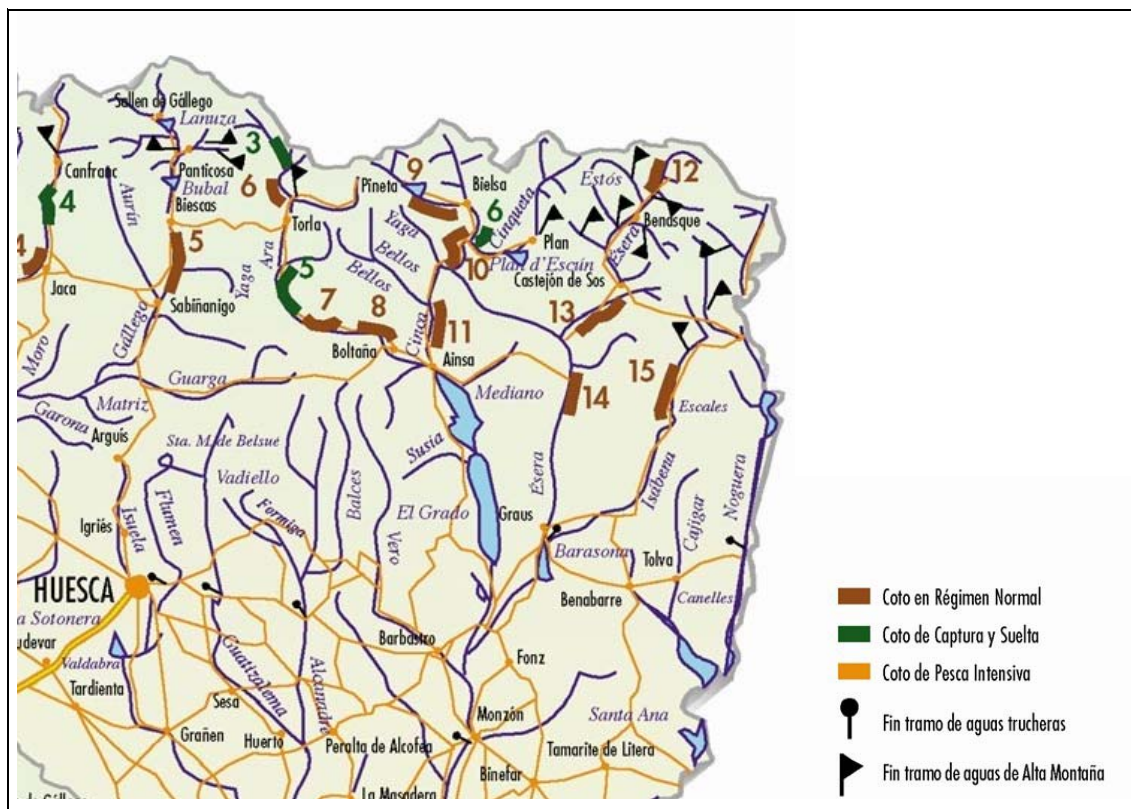 Sallen de Gállego
Lanuza
3
Canfranc
Panticosa
9
Pineta
Bielsa
Estós
12
Aurín
Bubal
6
4
Biescas
Torla
Yaga
6
Cinqueta
Plan
Benasque
5
Ara
Bellos
Bellos
10
Plan d'Escún
Ésera
4
Jaca
Yaga
5
Castejón de Sos
Sabiñanigo
7
8
Cinca
11
13
Moro
Gállego
Boltaña
Ainsa
Guarga
Mediano
14
15
Escales
Matriz
Garona
Arguis
Sta. M. de Belsué
Susia
Vadiello
Balces
Ésera
Isábena
Cajigar
Noguera
Igriés
Isuela
Flumen
Formiga
Vero
El Grado
Graus
Barasona
Tolva
HUESCA
Benabarre
Canelles
a Sotonera
udevar
Valdabra
Tardienta
Guatizalema
Alcanadre
Barbastro
Fonz
Sesa
Grañen
Huerto
Peralta de Alcofea
Monzón
Santa Ana
Tamarite de Litera
La Masadera
Binefar
Coto en Régimen Normal
Coto de Captura y Suelta
Coto de Pesca Intensiva
Fin tramo de aguas trucheras
Fin tramo de aguas de Alta Montaña